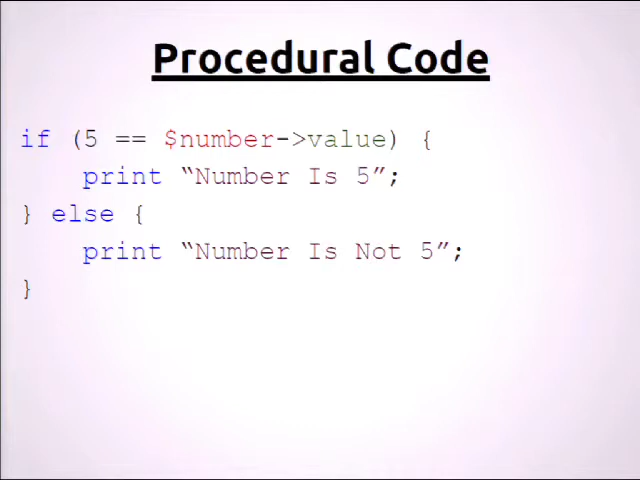 Procedural Code
if (5 == $number->value) {
    print “Number Is 5”;
} else {
    print “Number Is Not 5”;
}